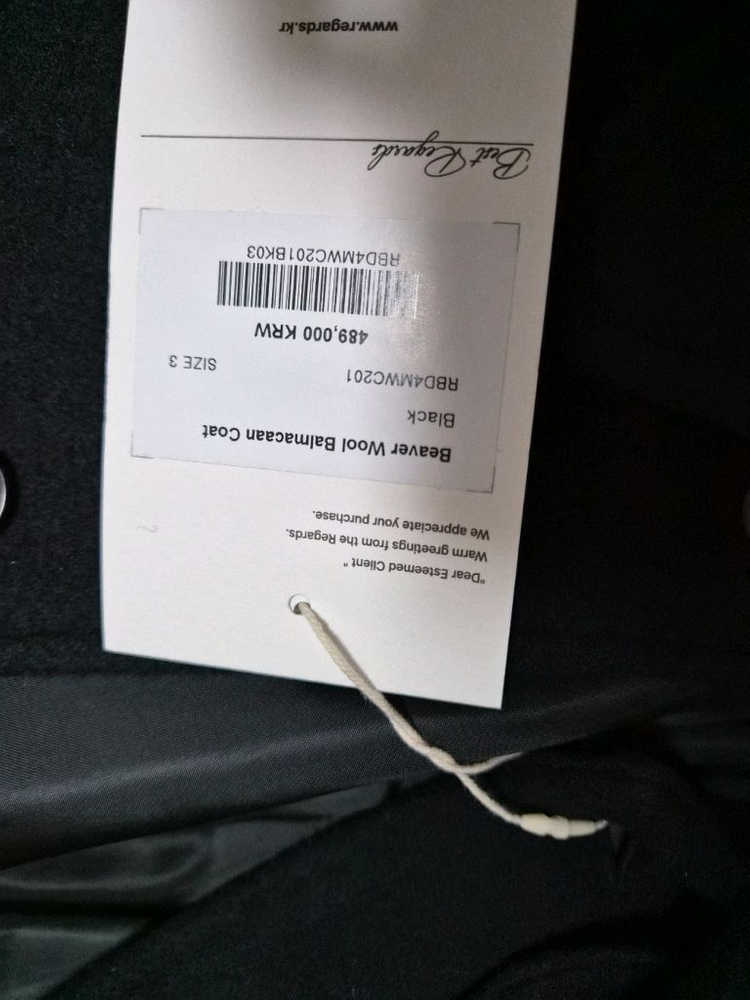 "Dear Esteemed Client "
Warm greetings from the Regards.
We appreciate your purchase.
Beaver Wool Balmacaan Coat
Black
RBD4MWC201 SIZE 3
489,000 KRW
RBD4MWC201BK03
Best Regards
www.regards.kr